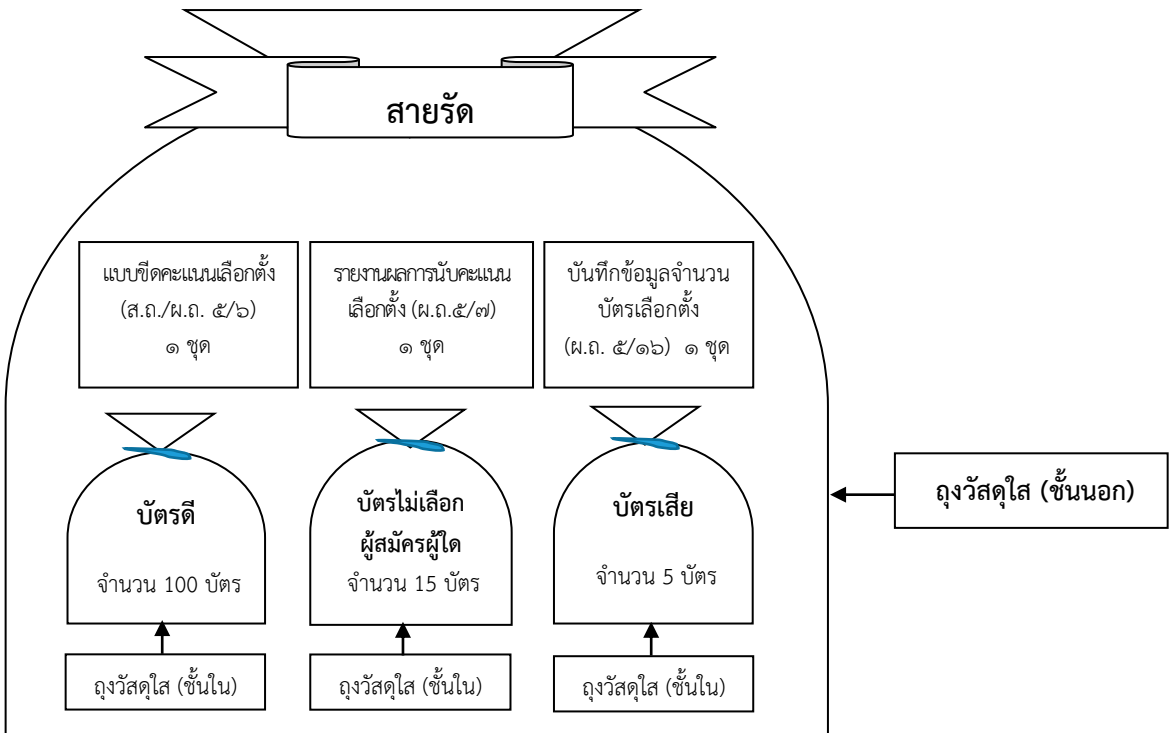 สายรัด
แบบขีดคะแนนเลือกตั้ง
(ส.ถ./ผ.ถ. ๕/๖)
๑ ชุด
รายงานผลการนับคะแนน
เลือกตั้ง (ผ.ถ.๕/๗)
๑ ชุด
บันทึกข้อมูลจำนวน
บัตรเลือกตั้ง
(ผ.ถ. ๕/๑๖) ๑ ชุด
บัตรดี
จำนวน 100 บัตร
บัตรไม่เลือก
ผู้สมัครผู้ใด
จำนวน 15 บัตร
บัตรเสีย
จำนวน 5 บัตร
ถุงวัสดุใส (ชั้นนอก)
ถุงวัสดุใส (ชั้นใน)
ถุงวัสดุใส (ชั้นใน)
ถุงวัสดุใส (ชั้นใน)